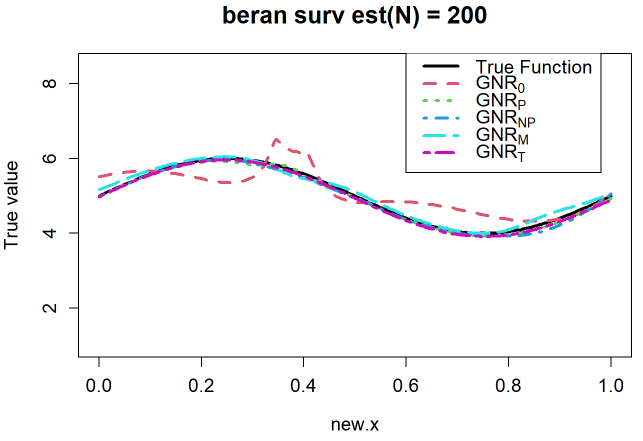 beran surv est(N) = 200
True Function
GNR0
GNRP
GNRNP
GNRM
GNRT
True value
8
6
4
2
0.0 0.2 0.4 0.6 0.8 1.0
new.x